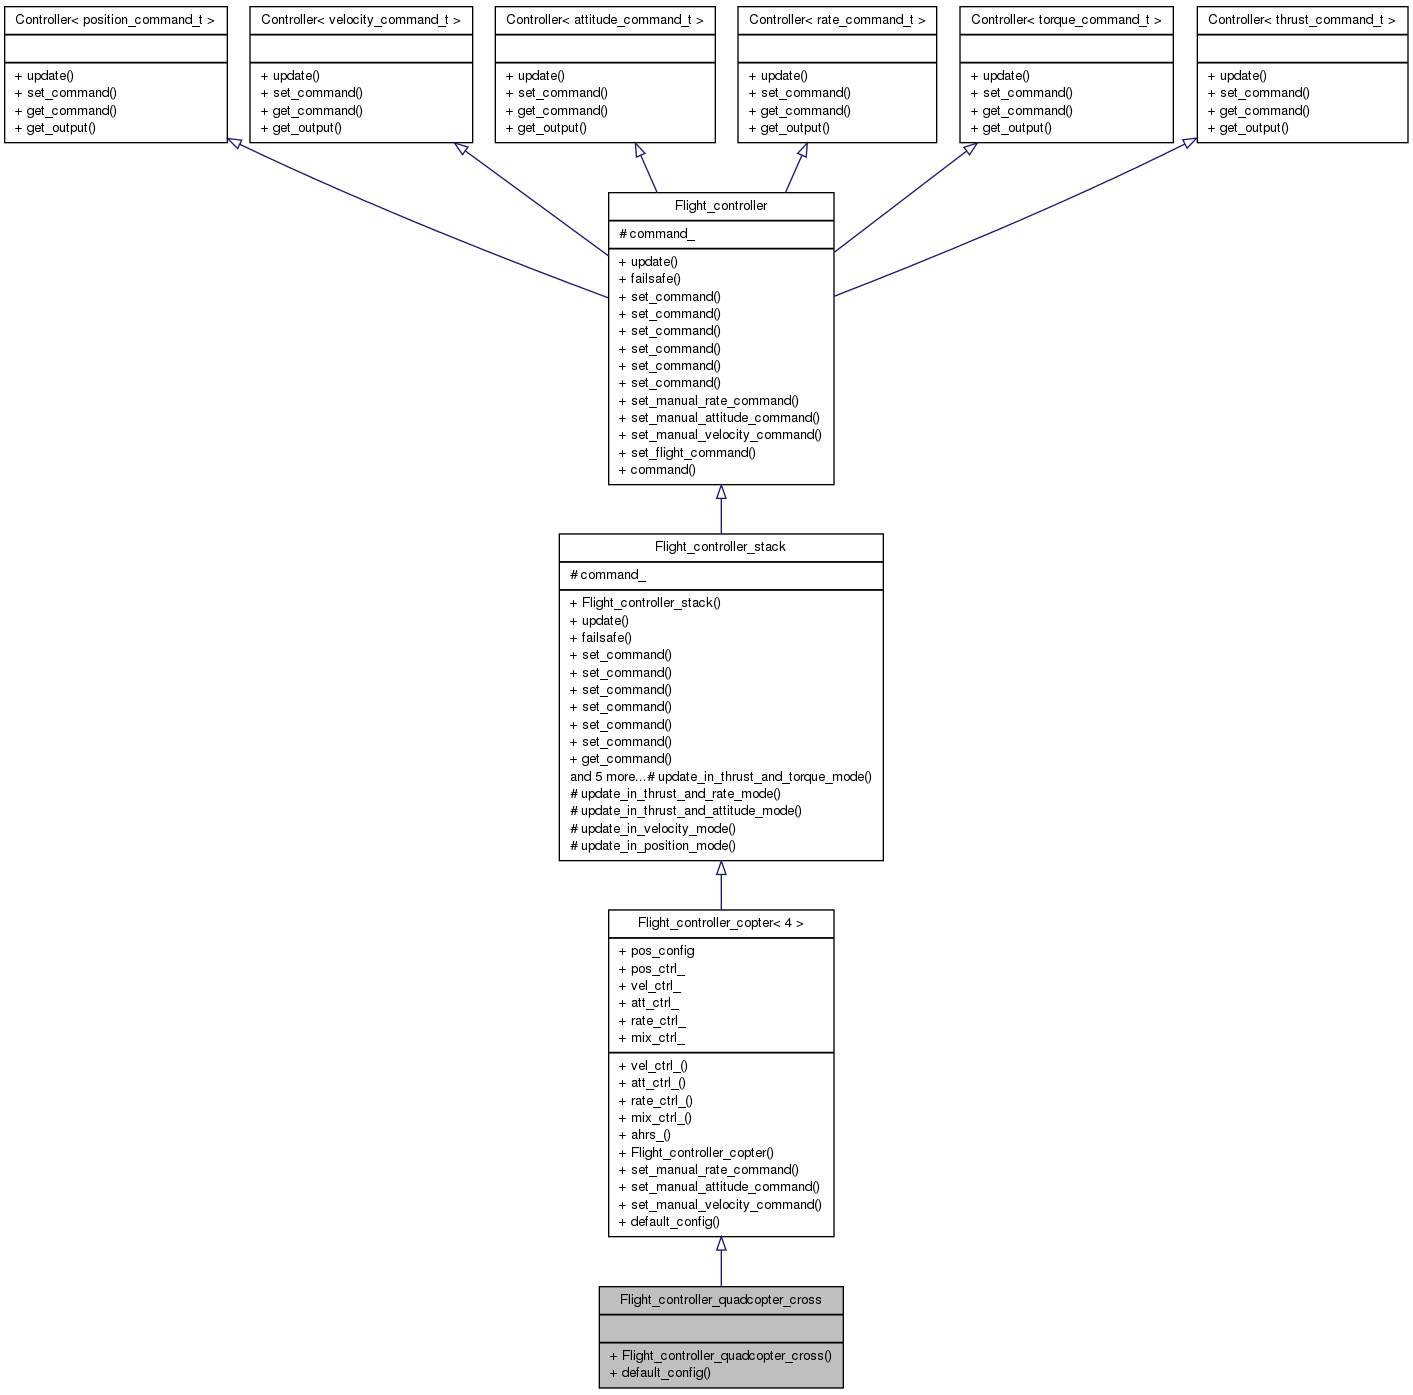 Controller< position_command_t >
+ update()
+ set_command()
+ get_command()
+ get_output()
Controller< velocity_command_t >
+ update()
+ set_command()
+ get_command()
+ get_output()
Controller< attitude_command_t >
+ update()
+ set_command()
+ get_command()
+ get_output()
Controller< rate_command_t >
+ update()
+ set_command()
+ get_command()
+ get_output()
Controller< torque_command_t >
+ update()
+ set_command()
+ get_command()
+ get_output()
Controller< thrust_command_t >
+ update()
+ set_command()
+ get_command()
+ get_output()
Flight_controller
# command_
+ update()
+ failsafe()
+ set_command()
+ set_command()
+ set_command()
+ set_command()
+ set_command()
+ set_command()
+ set_manual_rate_command()
+ set_manual_attitude_command()
+ set_manual_velocity_command()
+ set_flight_command()
+ command()
Flight_controller_stack
# command_
+ Flight_controller_stack()
+ update()
+ failsafe()
+ set_command()
+ set_command()
+ set_command()
+ set_command()
+ set_command()
+ set_command()
+ get_command()
and 5 more...# update_in_thrust_and_torque_mode()
# update_in_thrust_and_rate_mode()
# update_in_thrust_and_attitude_mode()
# update_in_velocity_mode()
# update_in_position_mode()
Flight_controller_copter< 4 >
+ pos_config
+ pos_ctrl_
+ vel_ctrl_
+ att_ctrl_
+ rate_ctrl_
+ mix_ctrl_
+ vel_ctrl_()
+ att_ctrl_()
+ rate_ctrl_()
+ mix_ctrl_()
+ ahrs_()
+ Flight_controller_copter()
+ set_manual_rate_command()
+ set_manual_attitude_command()
+ set_manual_velocity_command()
+ default_config()
Flight_controller_quadcopter_cross
+ Flight_controller_quadcopter_cross()
+ default_config()